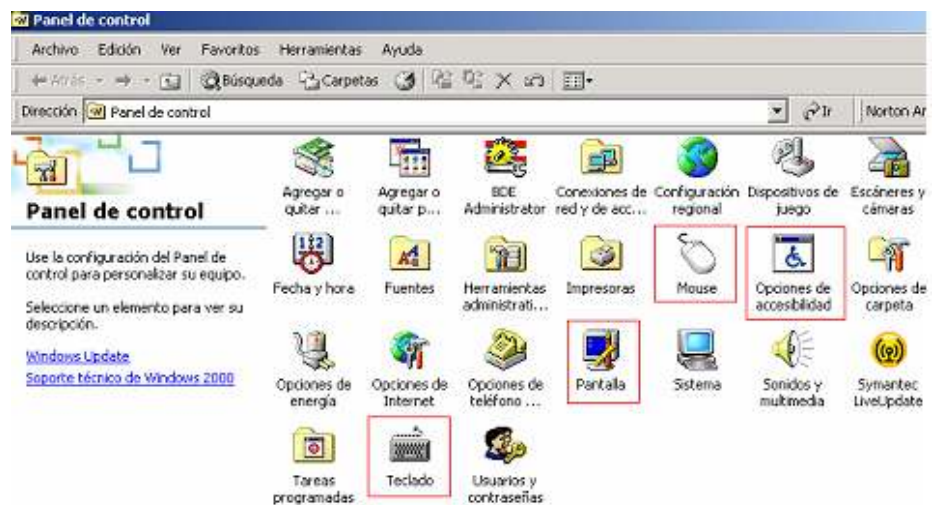 Panel de control
Archivo Edición Ver Favoritos Herramientas Ayuda
Atrás Búsqueda Carpetas
Dirección Panel de control Ir Norton Ar
Panel de control
Use la configuración del Panel de
control para personalizar su equipo.
Seleccione un elemento para ver su
descripción.
Windows Update
Soporte técnico de Windows 2000
Agregar o
quitar ...
Agregar o
quitar p...
BDE
Administrator
Conexiones de
red y de acc...
Configuración
regional
Dispositivos de
juego
Escáneres y
cámaras
Fecha y hora
Fuentes
Herramientas
administrati...
Impresoras
Mouse
Opciones de
accesibilidad
Opciones de
carpeta
Opciones de
energía
Opciones de
Internet
Opciones de
teléfono ...
Pantalla
Sistema
Sonidos y
multimedia
Symantec
LiveUpdate
Tareas
programadas
Teclado
Usuarios y
contraseñas